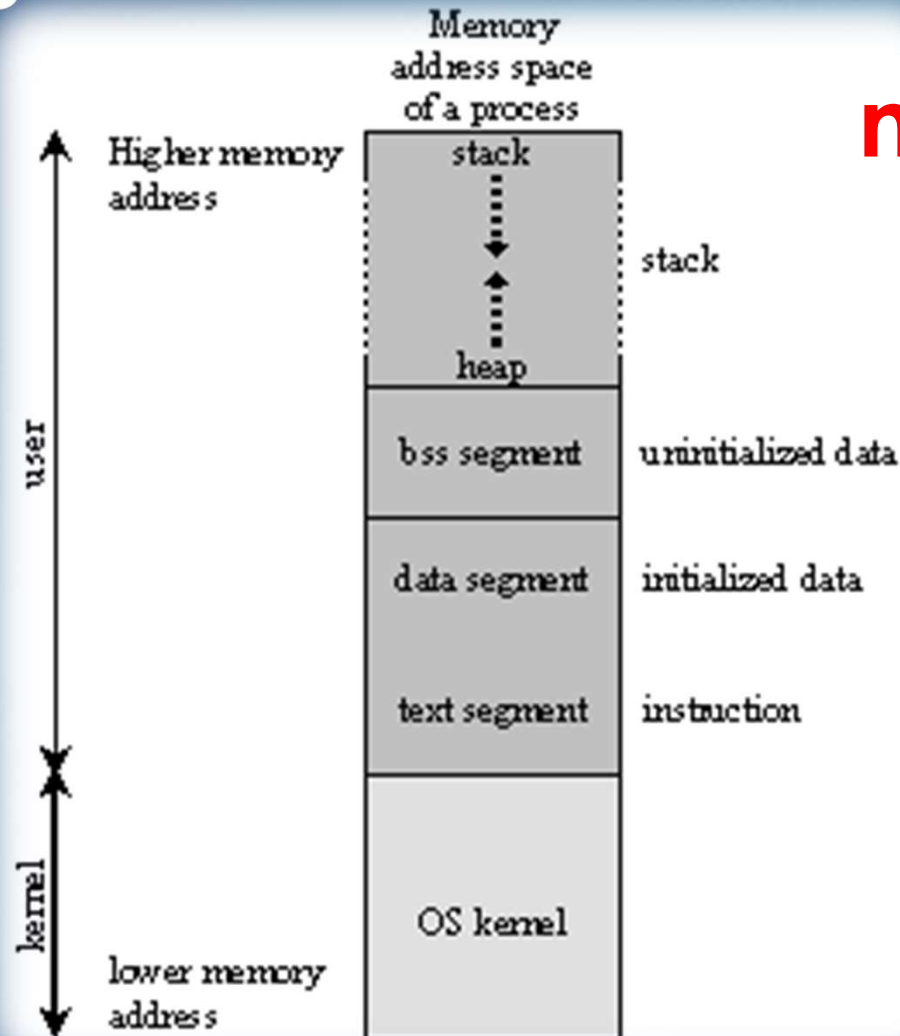 Memory
address space
of a process
Higher memory
address
stack
stack
heap
user
bss segment
uninitialized data
data segment
initialized data
text segment
instruction
kernel
OS kernel
lower memory
address